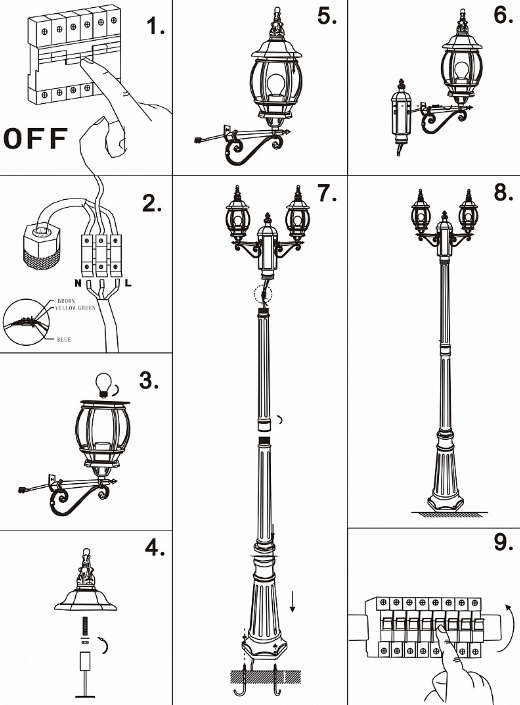 1.
OFF
2.
N L
BROWN
YELLOW GREEN
BLUE
3.
4.
5.
6.
7.
8.
9.